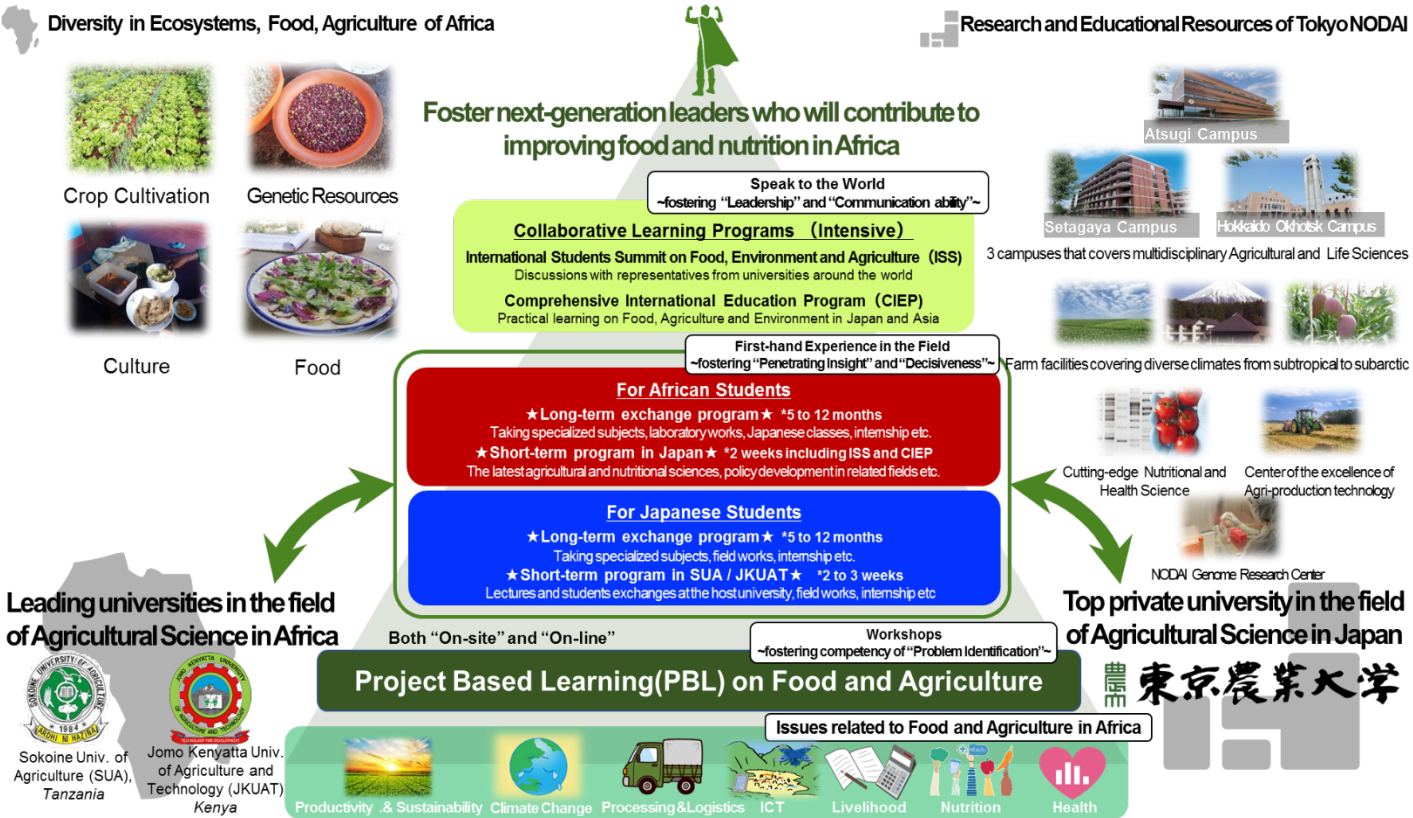 Diversity in Ecosystems, Food, Agriculture of Africa
Crop Cultivation
Genetic Resources
Culture
Food
Research and Educational Resources of Tokyo NODAI
Atsugi Campus
Setagaya Campus
Hokkaido Okhotsk Campus
3 campuses that covers multidisciplinary Agricultural and Life Sciences
Farm facilities covering diverse climates from subtropical to subarctic
Cutting-edge Nutritional and
Health Science
Center of the excellence of
Agri-production technology
NODAI Genome Research Center
Foster next-generation leaders who will contribute to
improving food and nutrition in Africa
Speak to the World
~fostering "Leadership" and "Communication ability"~
Collaborative Learning Programs （Intensive）
International Students Summit on Food, Environment and Agriculture（ISS)
Discussions with representatives from universities around the world
Comprehensive International Education Program（CIEP)
Practical learning on Food, Agriculture and Environment in Japan and Asia
First-hand Experience in the Field
~fostering "Penetrating Insight" and "Decisiveness"~
For African Students
★Long-term exchange program★ *5 to 12 months
Taking specialized subjects, laboratory works, Japanese classes, internship etc.
★Short-term program in Japan★ *2 weeks including ISS and CIEP
The latest agricultural and nutritional sciences, policy development in related fields etc.
For Japanese Students
★Long-term exchange program★ *5 to 12 months
Taking specialized subjects, field works, internship etc.
★Short-term program in SUA / JKUAT★ *2 to 3 weeks
Lectures and students exchanges at the host university, field works, internship etc
Leading universities in the field
of Agricultural Science in Africa
SOKOINE UNIVERSITY OF AGRICULTURE
1984
ARDHI NI HAZINA
Sokoine Univ. of
Agriculture (SUA),
Tanzania
JOMO KENYATTA UNIVERSITY
OF AGRICULTURE AND TECHNOLOGY
Jomo Kenyatta Univ.
of Agriculture and
Technology (JKUAT)
Kenya
Top private university in the field
of Agricultural Science in Japan
東京農業大学
Both "On-site" and "On-line"
Workshops
~fostering competency of "Problem Identification"~
Project Based Learning(PBL) on Food and Agriculture
Issues related to Food and Agriculture in Africa
Productivity .& Sustainability
Climate Change
Processing&Logistics
ICT
Livelihood
Nutrition
Health